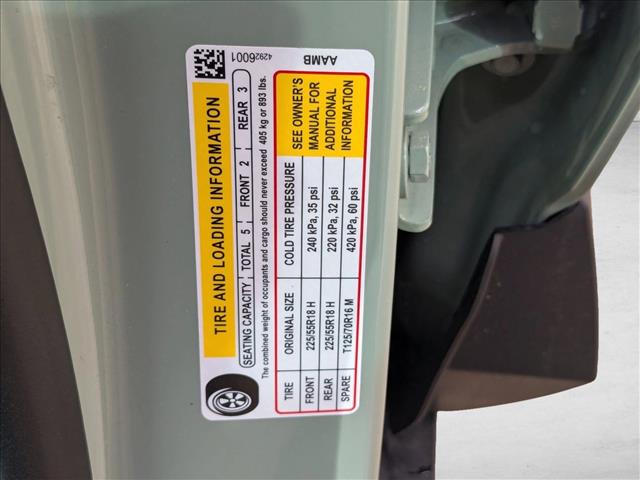 42926001
TIRE AND LOADING INFORMATION
SEATING CAPACITY TOTAL 5 FRONT 2 REAR 3
The combined weight of occupants and cargo should never exceed 405 kg or 893 lbs.
TIRE ORIGINAL SIZE COLD TIRE PRESSURE
FRONT 225/55R18 H 240 kPa, 35 psi
REAR 225/55R18 H 220 kPa, 32 psi
SPARE T125/70R16 M 420 kPa, 60 psi
SEE OWNER'S
MANUAL FOR
ADDITIONAL
INFORMATION
AAMB